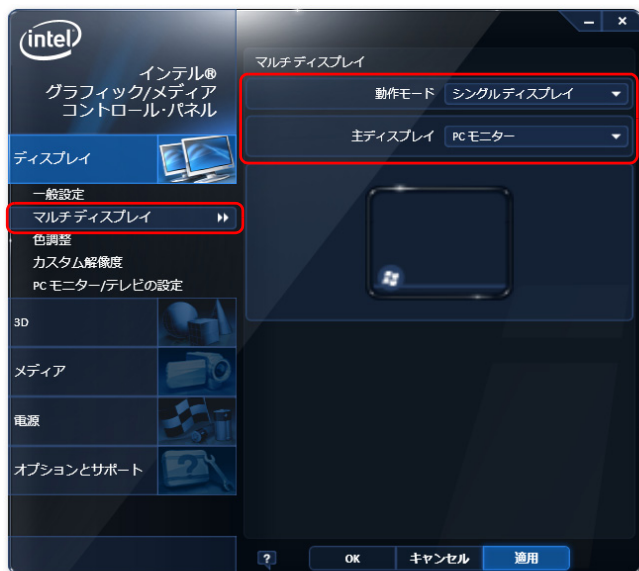 intel
インテル®
グラフィック/メディア
コントロール・パネル
ディスプレイ
一般設定
マルチディスプレイ
色調整
カスタム解像度
PCモニター/テレビの設定
3D
メディア
電源
オプションとサポート
マルチディスプレイ
動作モード シングルディスプレイ
主ディスプレイ PCモニター
?
OK キャンセル 適用